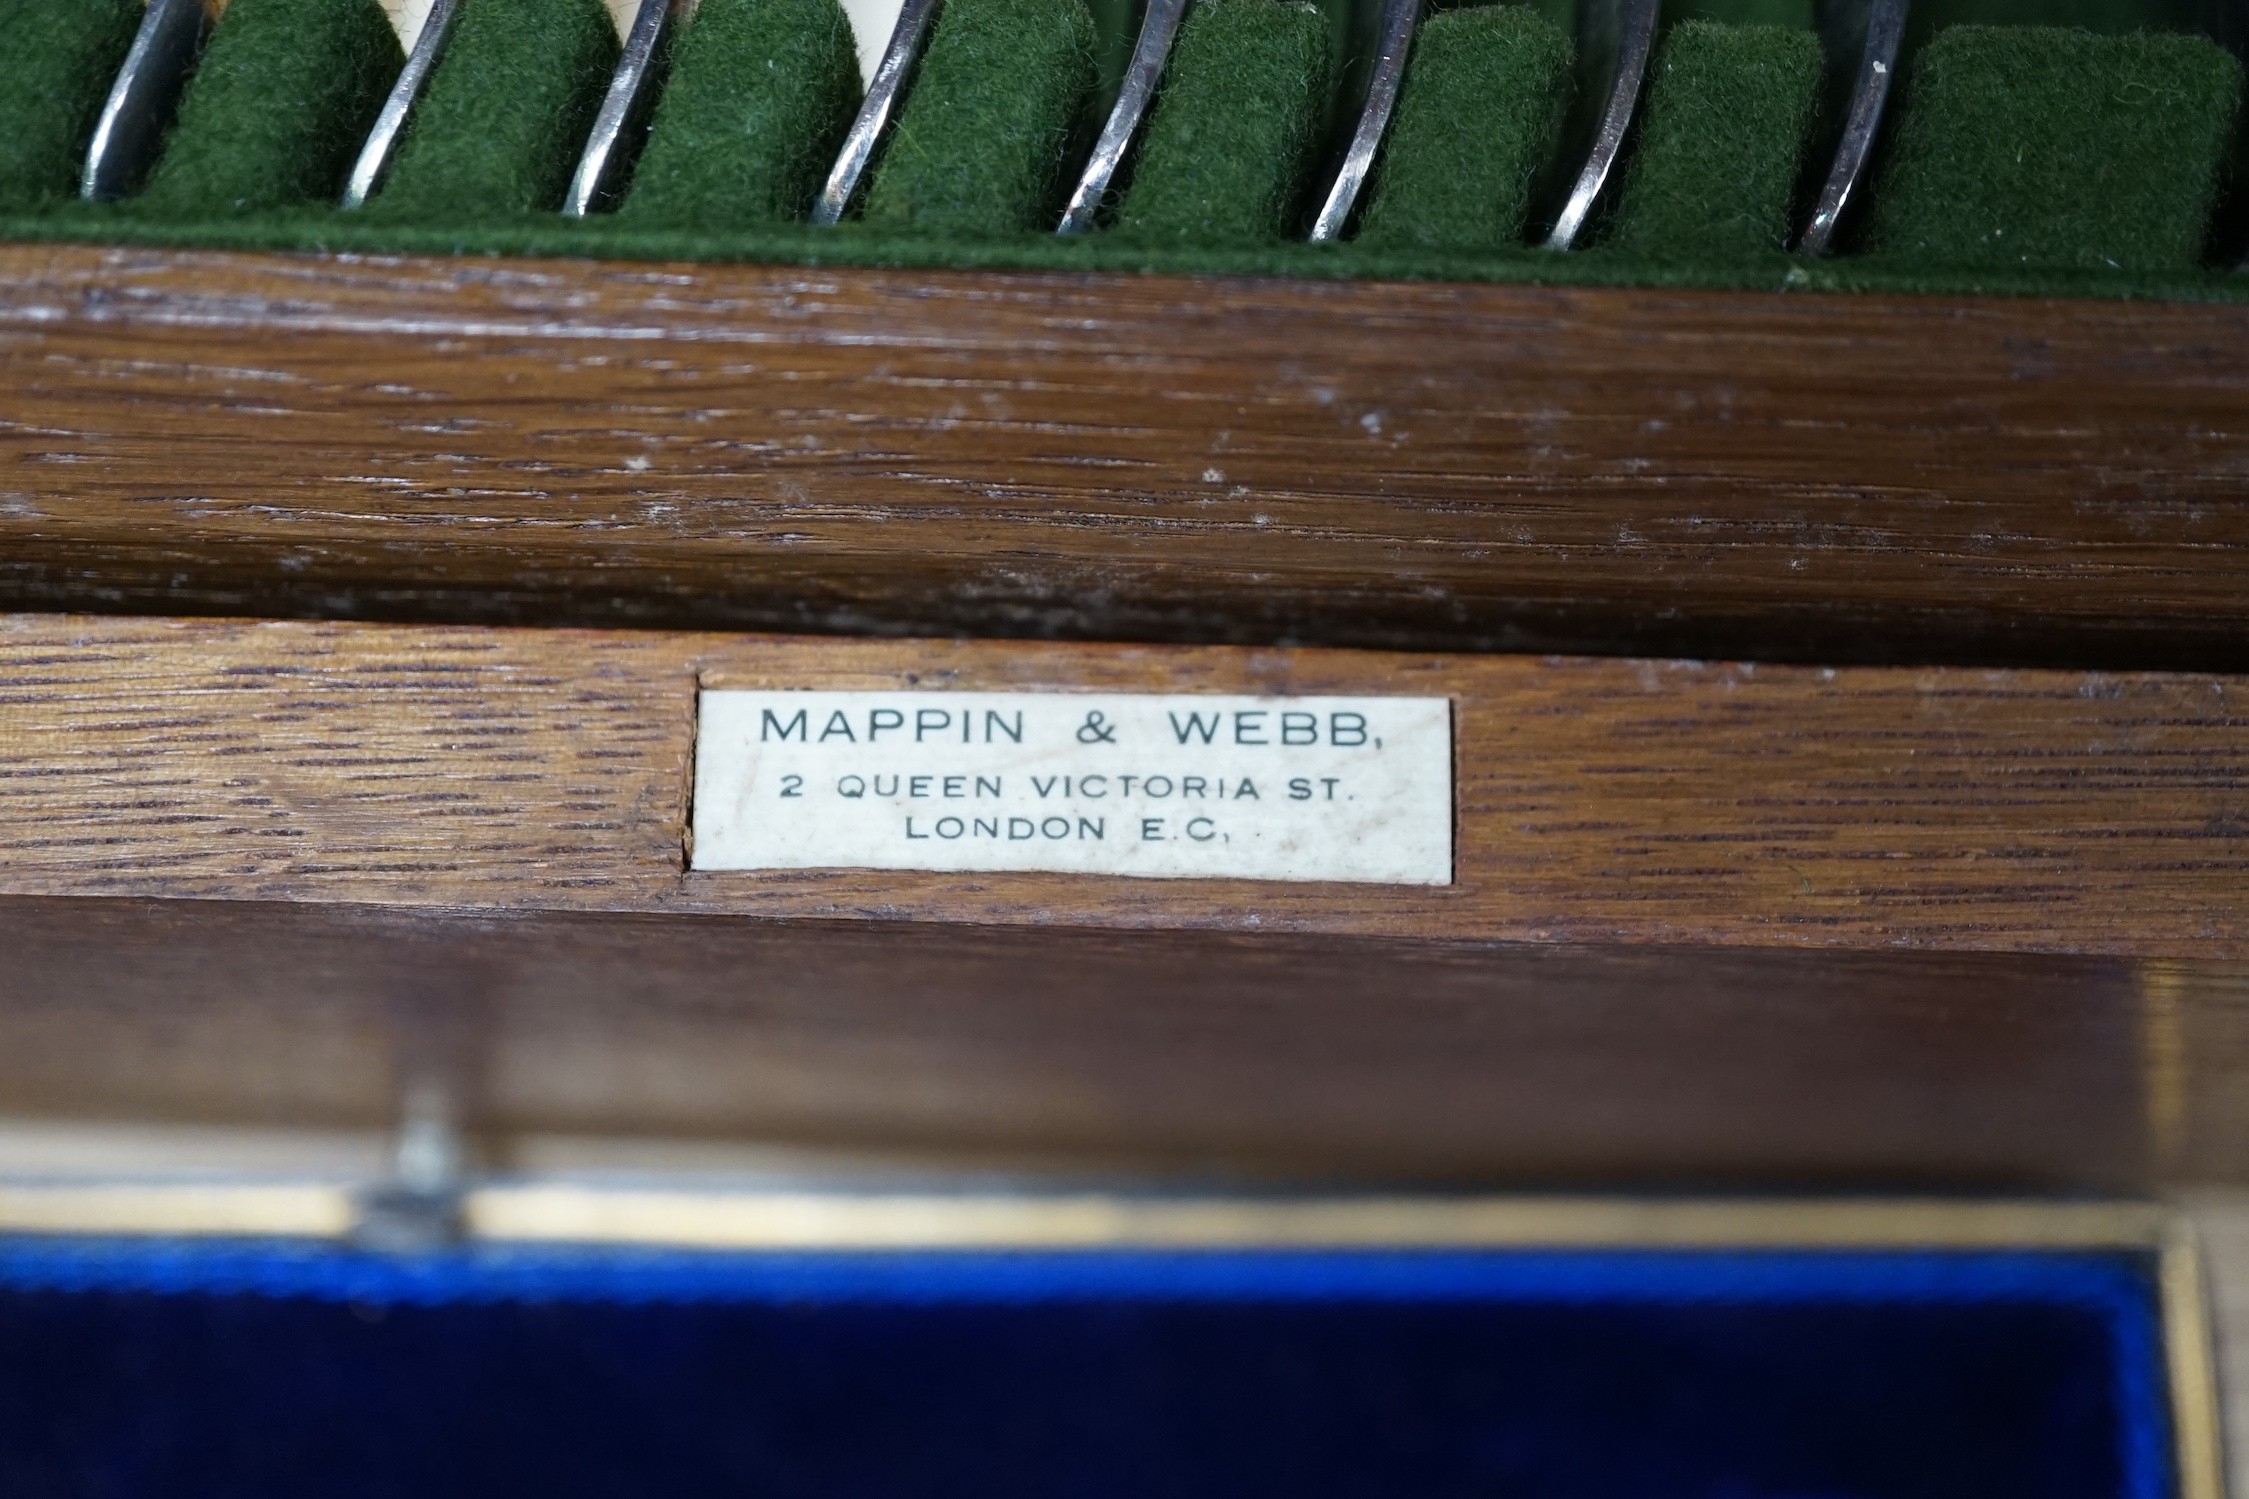 MAPPIN & WEBB,
2 QUEEN VICTORIA ST.
LONDON E.C,